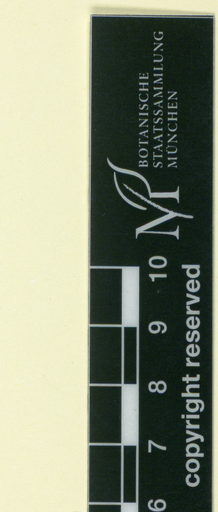 BOTANISCHE
STAATSSAMMLUNG
MÜNCHEN
M
10
9
8
7
6
copyright reserved